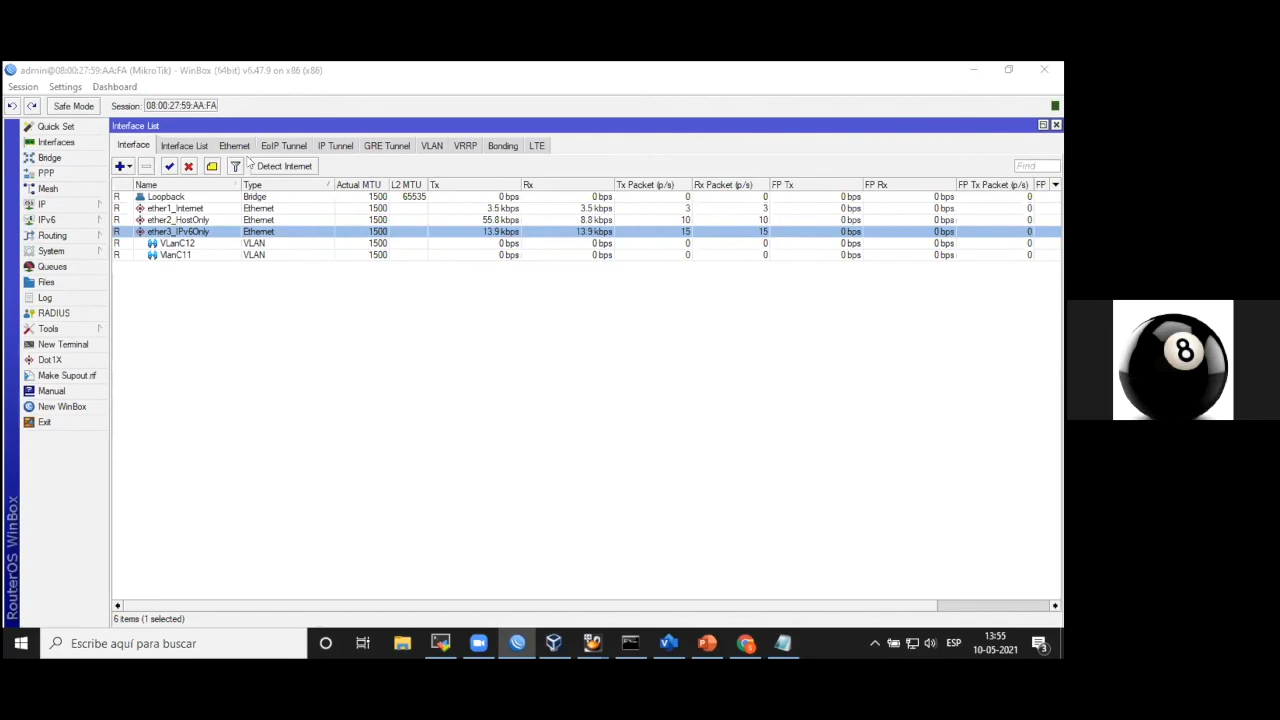 admin@08:00:27:59:AA:FA (MikroTik) - WinBox (64bit) v6.47.9 on x86 (x86)
Session Settings Dashboard
Safe Mode Session: 08:00:27:59:AA:FA
Quick Set
Interfaces
Bridge
PPP
Mesh
IP
IPv6
Routing
System
Queues
Files
Log
RADIUS
Tools
New Terminal
Dot1X
Make Supout.rif
Manual
New WinBox
Exit
RouterOS WinBox
Interface List
Interface Interface List Ethernet EoIP Tunnel IP Tunnel GRE Tunnel VLAN VRRP Bonding LTE
Detect Internet Find
Name Type Actual MTU L2 MTU Tx Rx Tx Packet (p/s) Rx Packet (p/s) FP Tx FP Rx FP Tx Packet (p/s) FP
R Loopback Bridge 1500 65535 0 bps 0 bps 0 0 0 bps 0 bps 0
R ether1_Internet Ethernet 1500 3.5 kbps 3.5 kbps 3 3 0 bps 0 bps 0
R ether2_HostOnly Ethernet 1500 55.8 kbps 8.8 kbps 10 10 0 bps 0 bps 0
R ether3_IPv6Only Ethernet 1500 13.9 kbps 13.9 kbps 15 15 0 bps 0 bps 0
R VLanC12 VLAN 1500 0 bps 0 bps 0 0 0 bps 0 bps 0
R VlanC11 VLAN 1500 0 bps 0 bps 0 0 0 bps 0 bps 0
6 items (1 selected)
Escribe aquí para buscar
ESP
13:55
10-05-2021
3
8